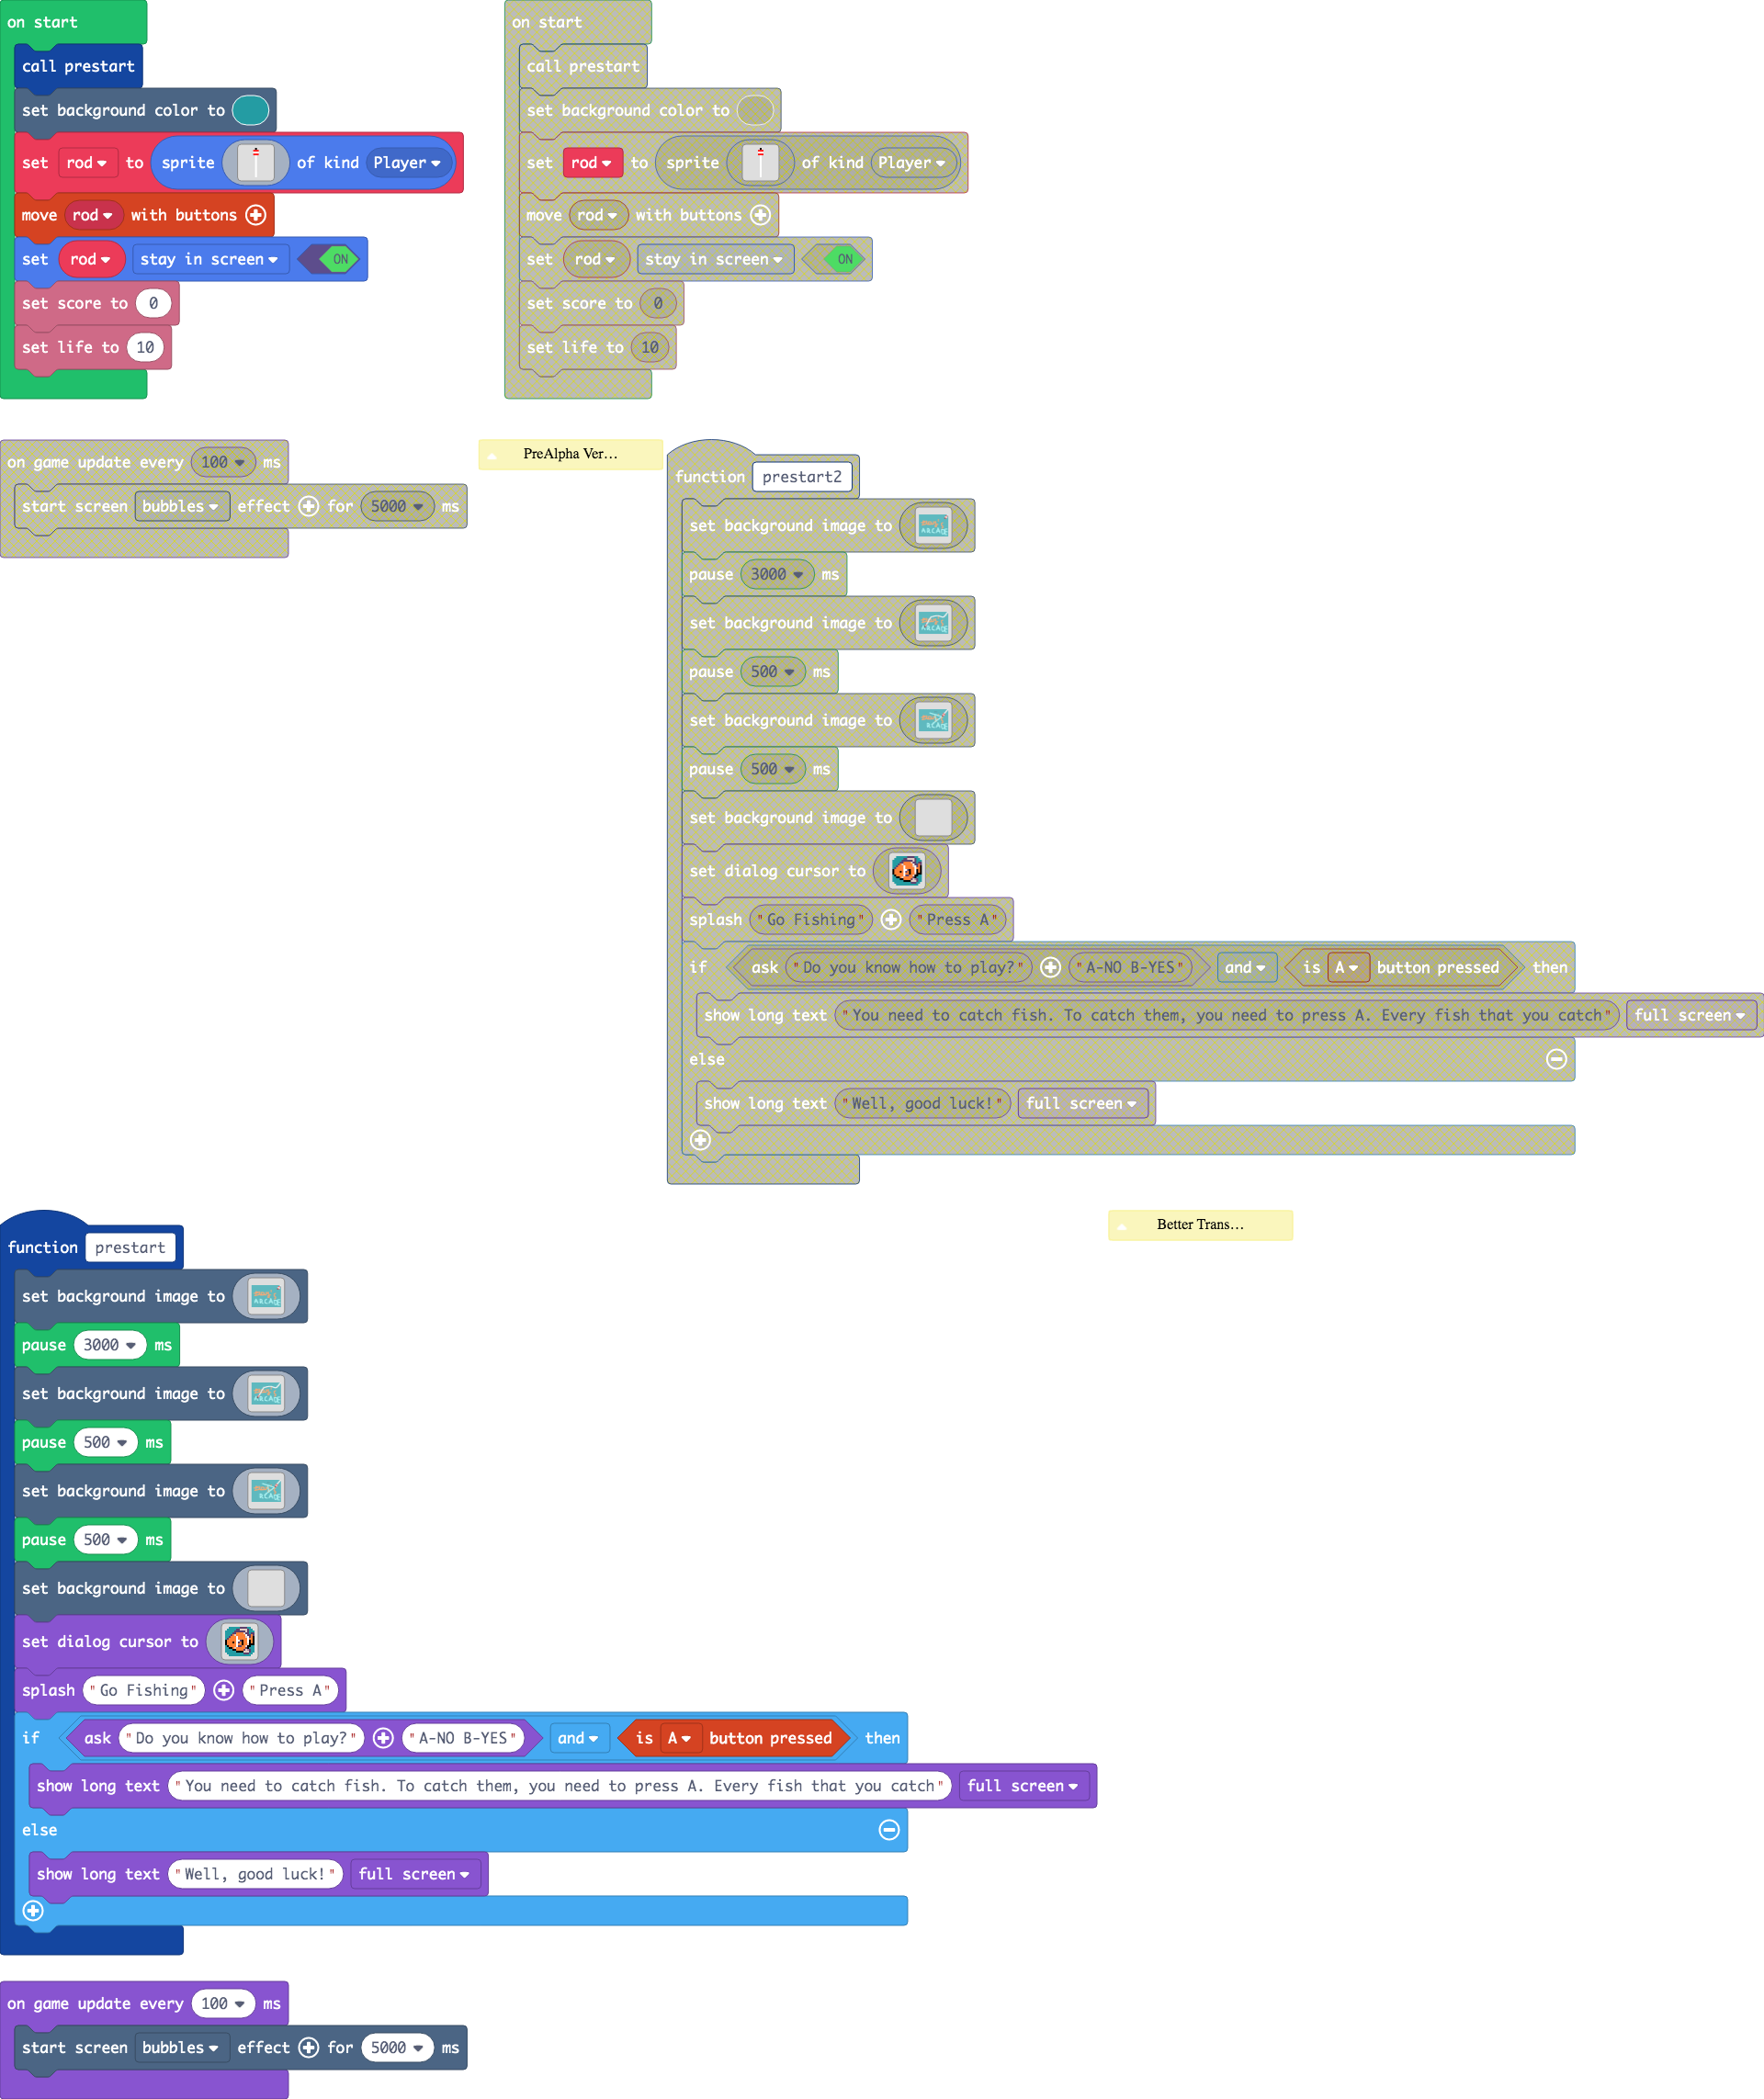 on start
call prestart
set background color to
set rod to sprite of kind Player
move rod with buttons
set rod stay in screen ON
set score to 0
set life to 10
on start
call prestart
set background color to
set rod to sprite of kind Player
move rod with buttons
set rod stay in screen ON
set score to 0
set life to 10
on game update every 100 ms
start screen bubbles effect for 5000 ms
PreAlpha Ver…
function prestart2
set background image to
pause 3000 ms
set background image to
pause 500 ms
set background image to
pause 500 ms
set background image to
set dialog cursor to
splash "Go Fishing" "Press A"
if ask "Do you know how to play?" "A-NO B-YES" and is A button pressed then
show long text "You need to catch fish. To catch them, you need to press A. Every fish that you catch" full screen
else
show long text "Well, good luck!" full screen
Better Trans…
function prestart
set background image to
pause 3000 ms
set background image to
pause 500 ms
set background image to
pause 500 ms
set background image to
set dialog cursor to
splash "Go Fishing" "Press A"
if ask "Do you know how to play?" "A-NO B-YES" and is A button pressed then
show long text "You need to catch fish. To catch them, you need to press A. Every fish that you catch" full screen
else
show long text "Well, good luck!" full screen
on game update every 100 ms
start screen bubbles effect for 5000 ms